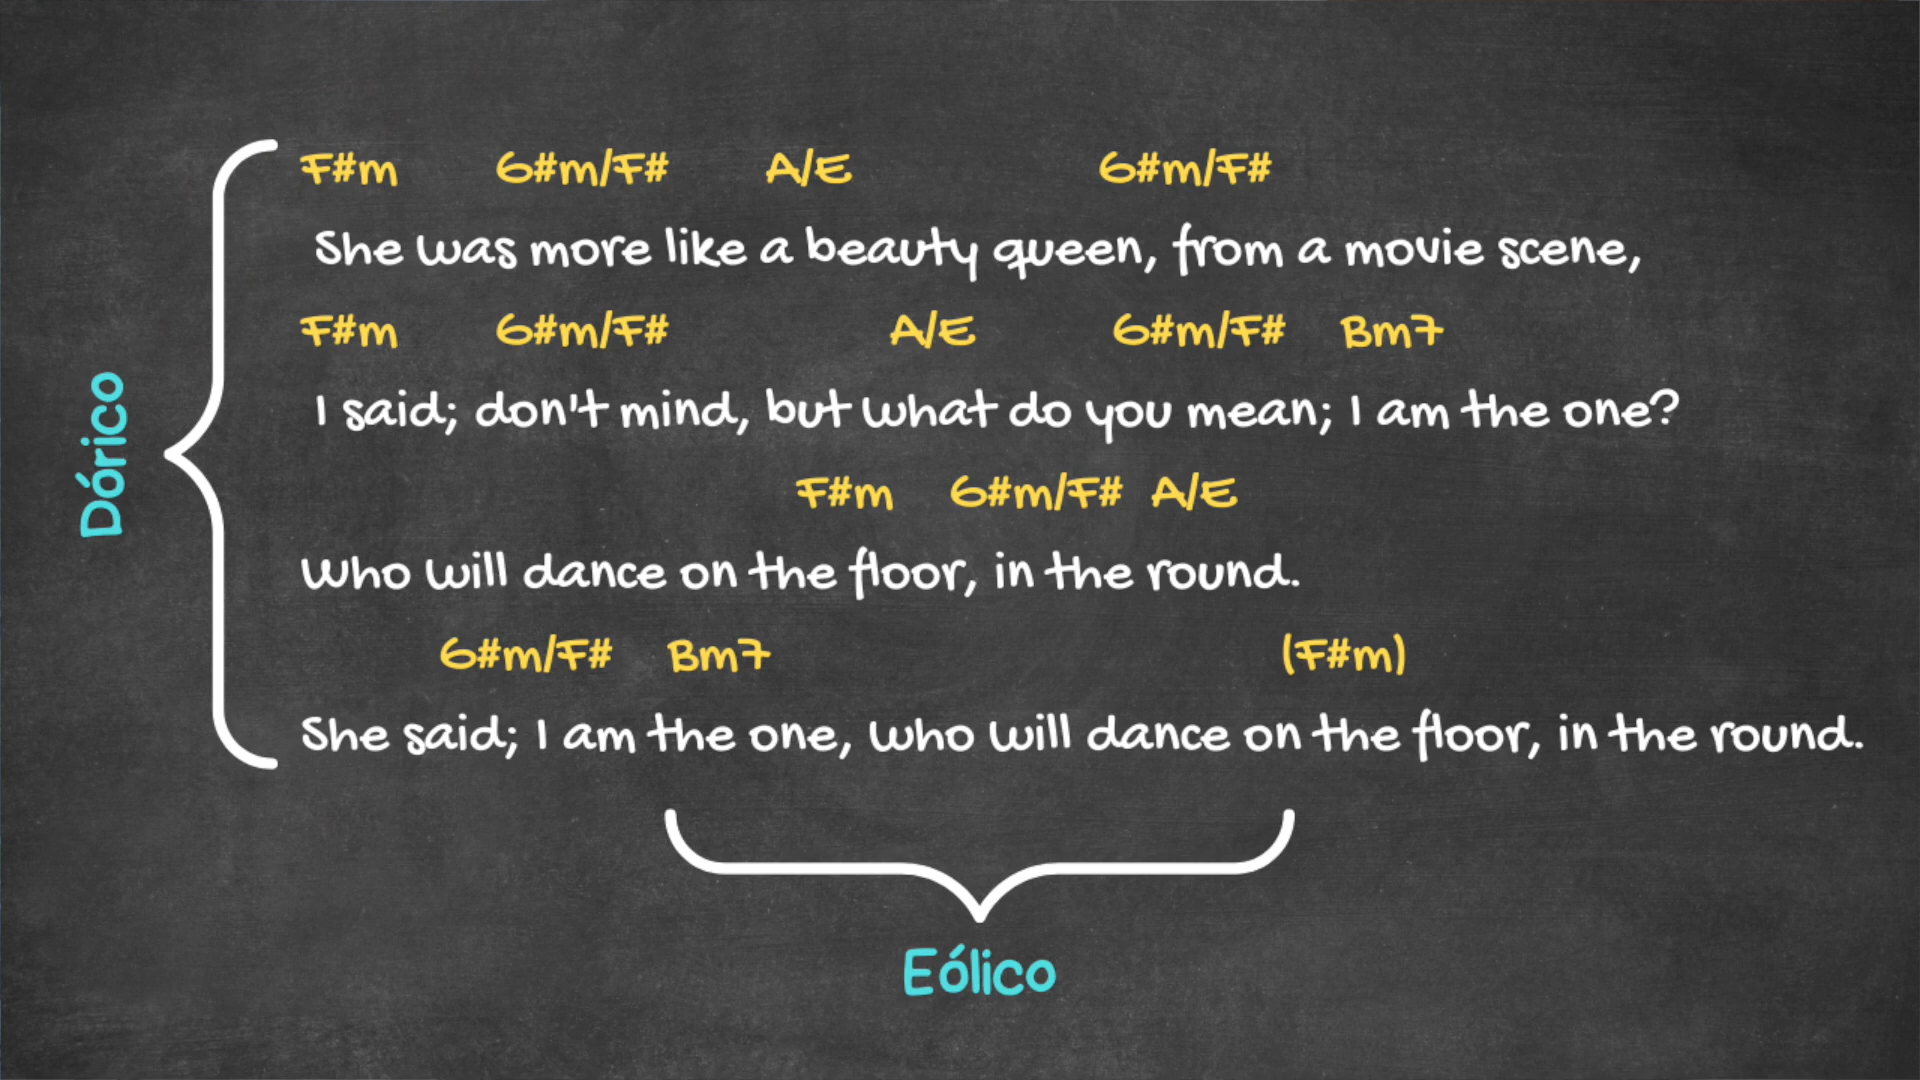 F#m G#m/F# A/E G#m/F#
She was more like a beauty queen, from a movie scene,
F#m G#m/F# A/E G#m/F# Bm7
I said; don't mind, but what do you mean; I am the one?
Dórico
F#m G#m/F# A/E
Who will dance on the floor, in the round.
G#m/F# Bm7 (F#m)
She said; I am the one, who will dance on the floor, in the round.
Eólico